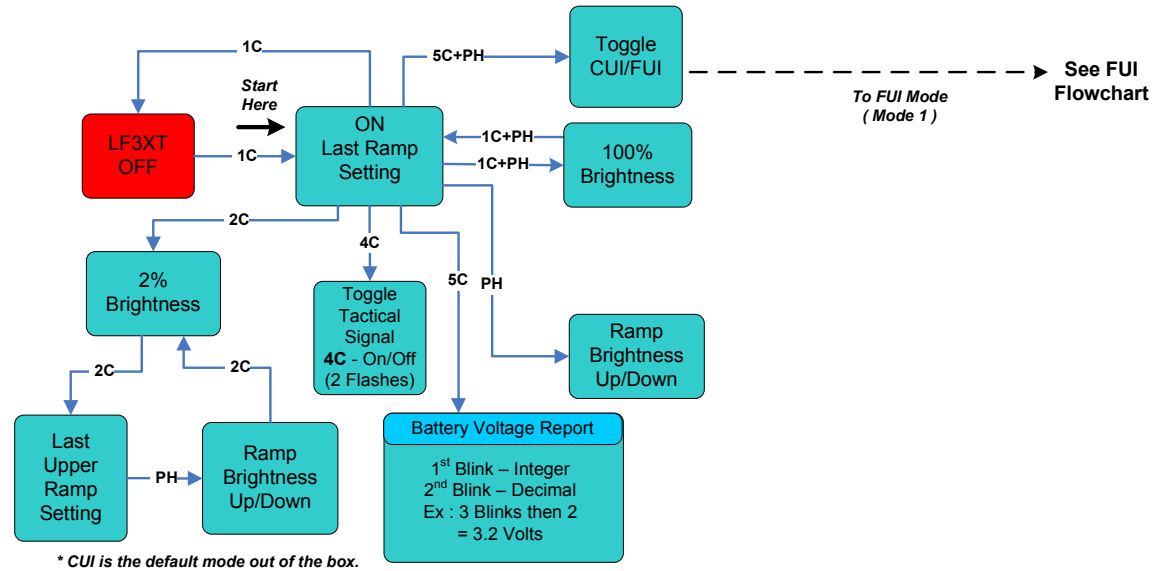 1C
5C+PH
Toggle
CUI/FUI
See FUI
Flowchart
To FUI Mode
( Mode 1 )
Start
Here
LF3XT
OFF
1C
ON
Last Ramp
Setting
1C+PH
1C+PH
100%
Brightness
2C
4C
5C
PH
2%
Brightness
Toggle
Tactical
Signal
4C - On/Off
(2 Flashes)
Ramp
Brightness
Up/Down
2C
2C
Last
Upper
Ramp
Setting
PH
Ramp
Brightness
Up/Down
Battery Voltage Report
1st Blink – Integer
2nd Blink – Decimal
Ex : 3 Blinks then 2
= 3.2 Volts
* CUI is the default mode out of the box.